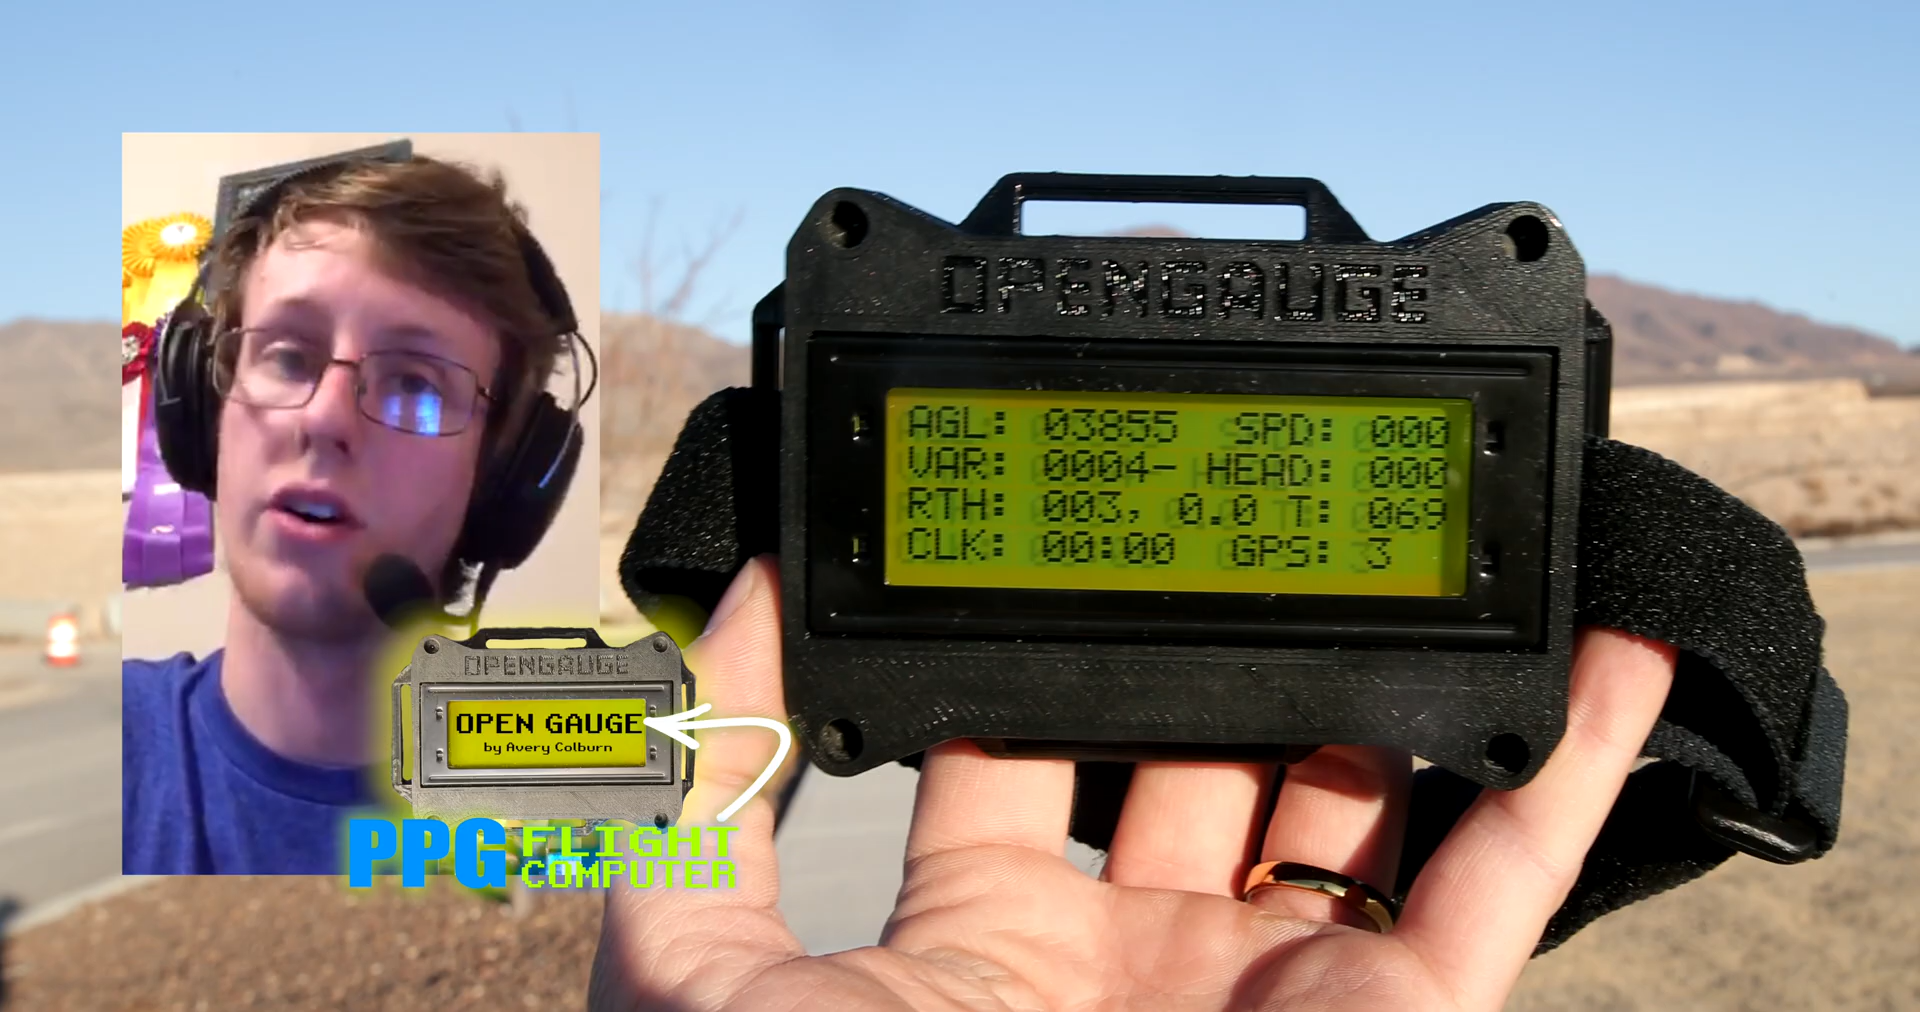 OPENGAUGE
AGL: 03855 SPD: 000
VAR: 0004- HEAD: 000
RTH: 003, 0.0 T: 069
CLK: 00:00 GPS: 3
OPENGAUGE
OPEN GAUGE
by Avery Colburn
PPG FLIGHT
COMPUTER